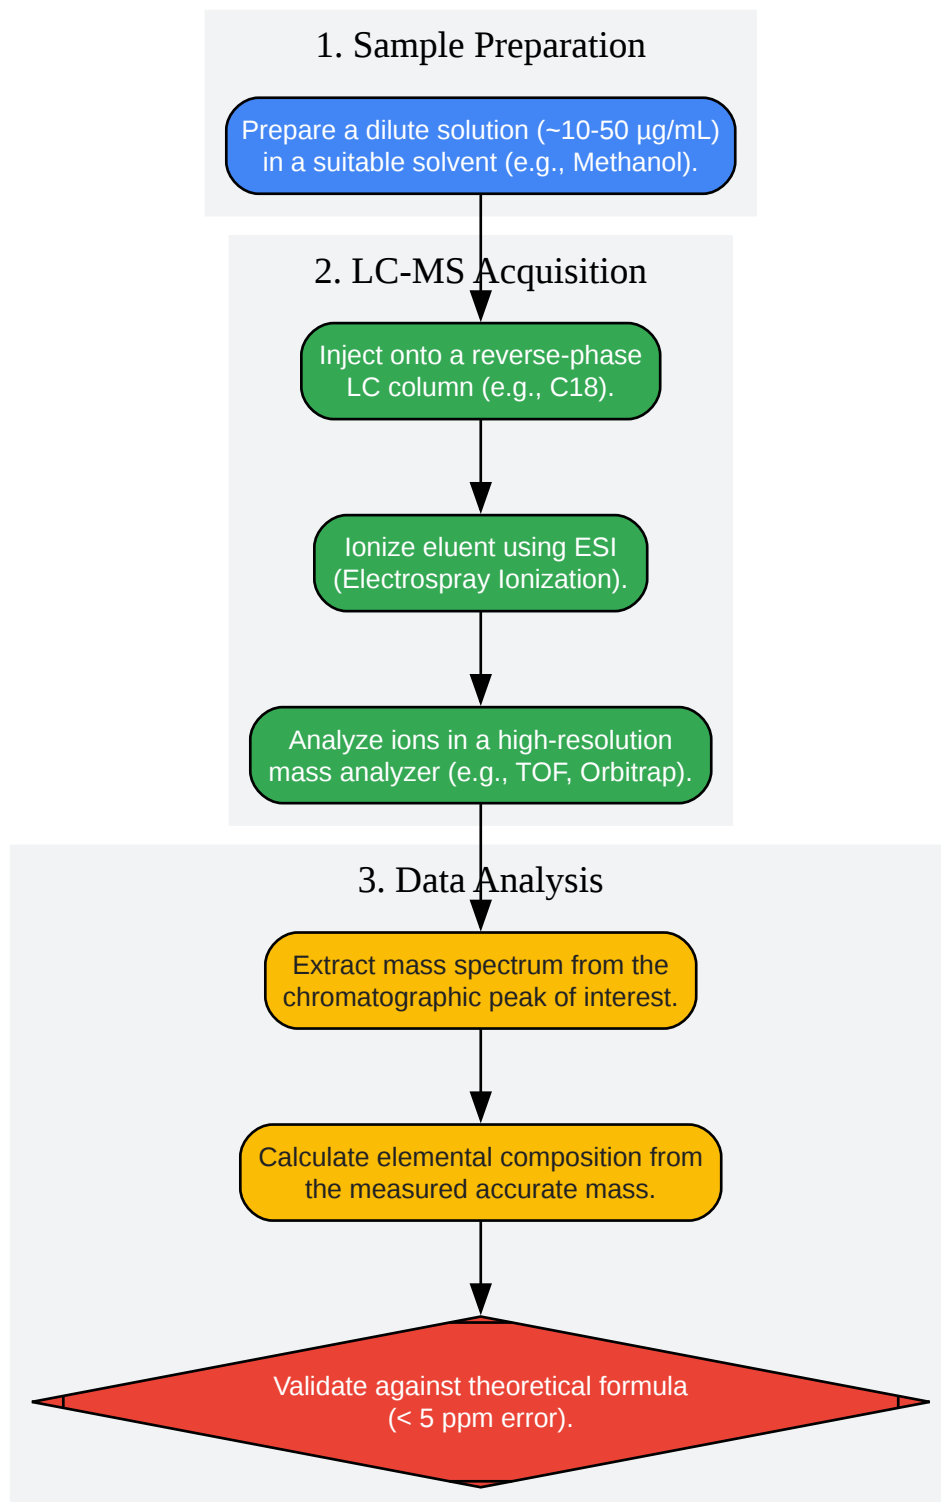 1. Sample Preparation
Prepare a dilute solution (~10-50 µg/mL)
in a suitable solvent (e.g., Methanol).
2. LC-MS Acquisition
Inject onto a reverse-phase
LC column (e.g., C18).
Ionize eluent using ESI
(Electrospray Ionization).
Analyze ions in a high-resolution
mass analyzer (e.g., TOF, Orbitrap).
3. Data Analysis
Extract mass spectrum from the
chromatographic peak of interest.
Calculate elemental composition from
the measured accurate mass.
Validate against theoretical formula
(< 5 ppm error).